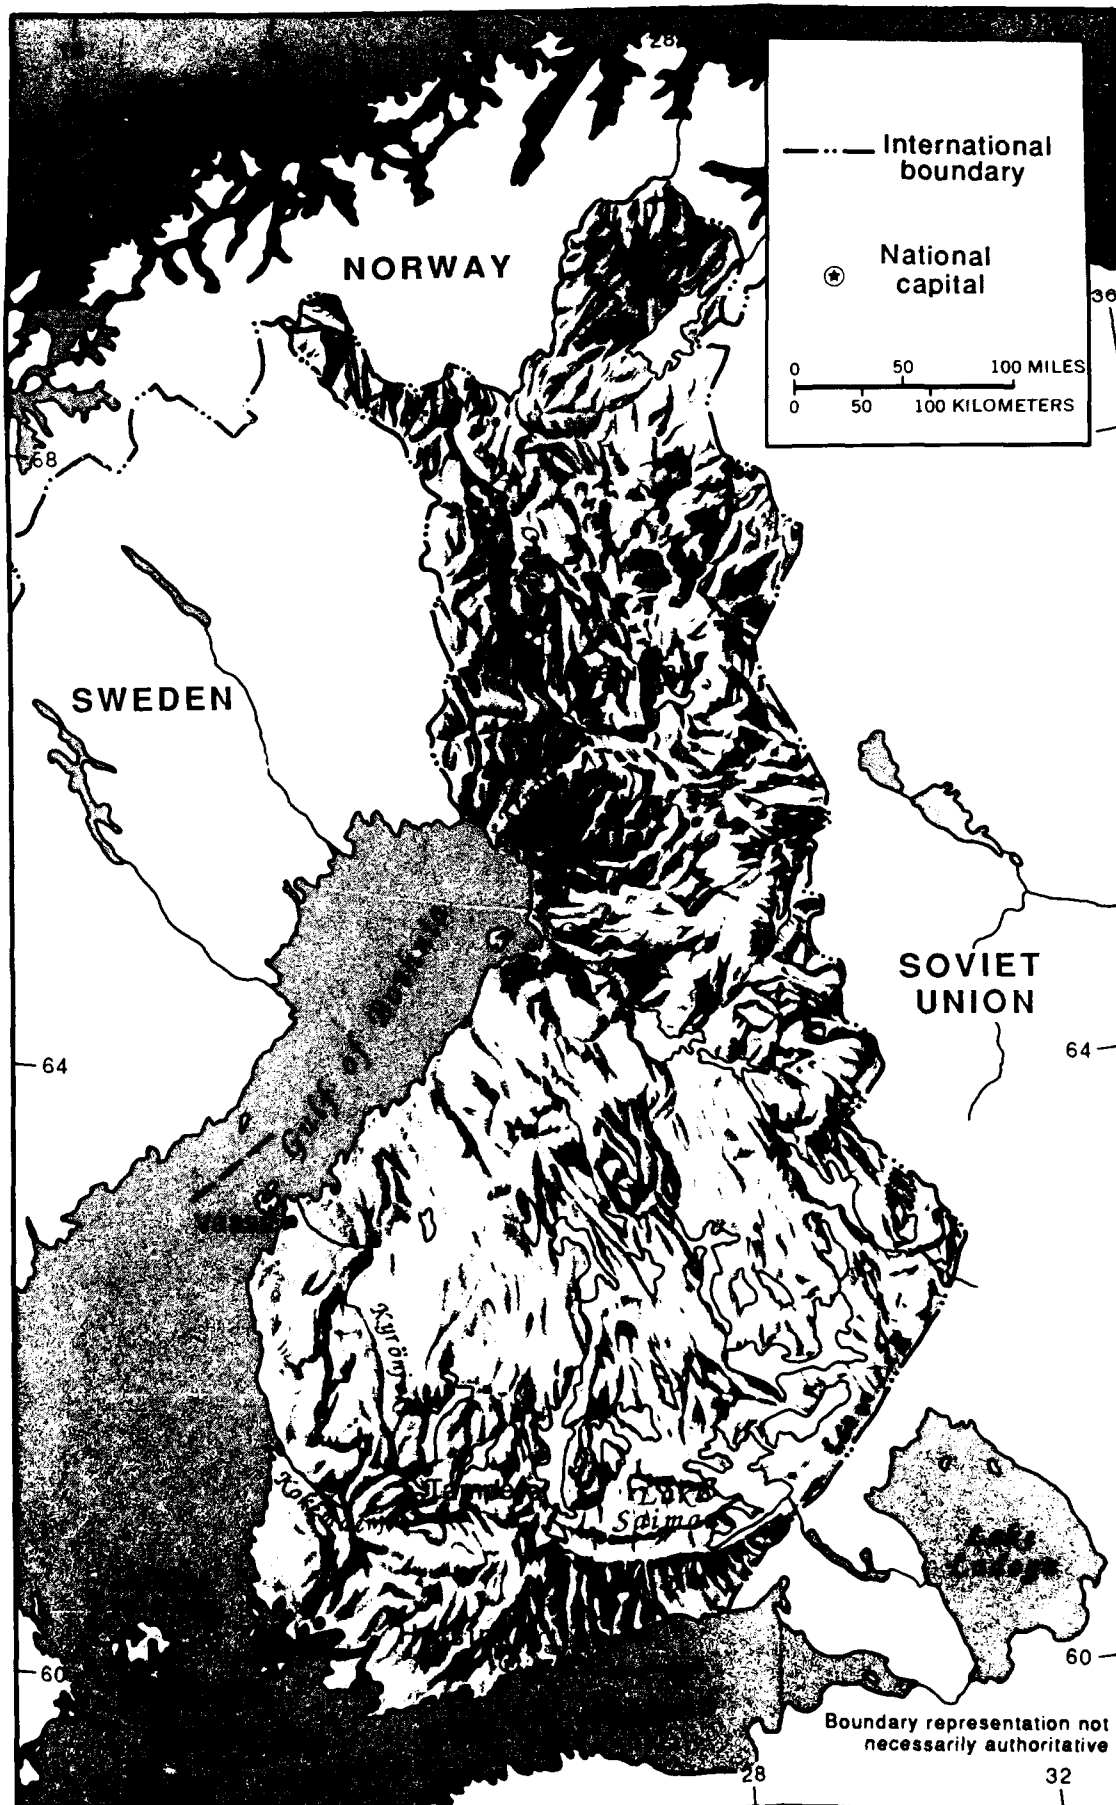 28
International
boundary
NORWAY
National
capital
36
0 50 100 MILES
0 50 100 KILOMETERS
68
SWEDEN
Gulf of Bothnia
SOVIET
UNION
64
64
Vaasa
Tampere
Lake
Saimaa
Lake
Ladoga
60
60
Boundary representation not
necessarily authoritative
28
32